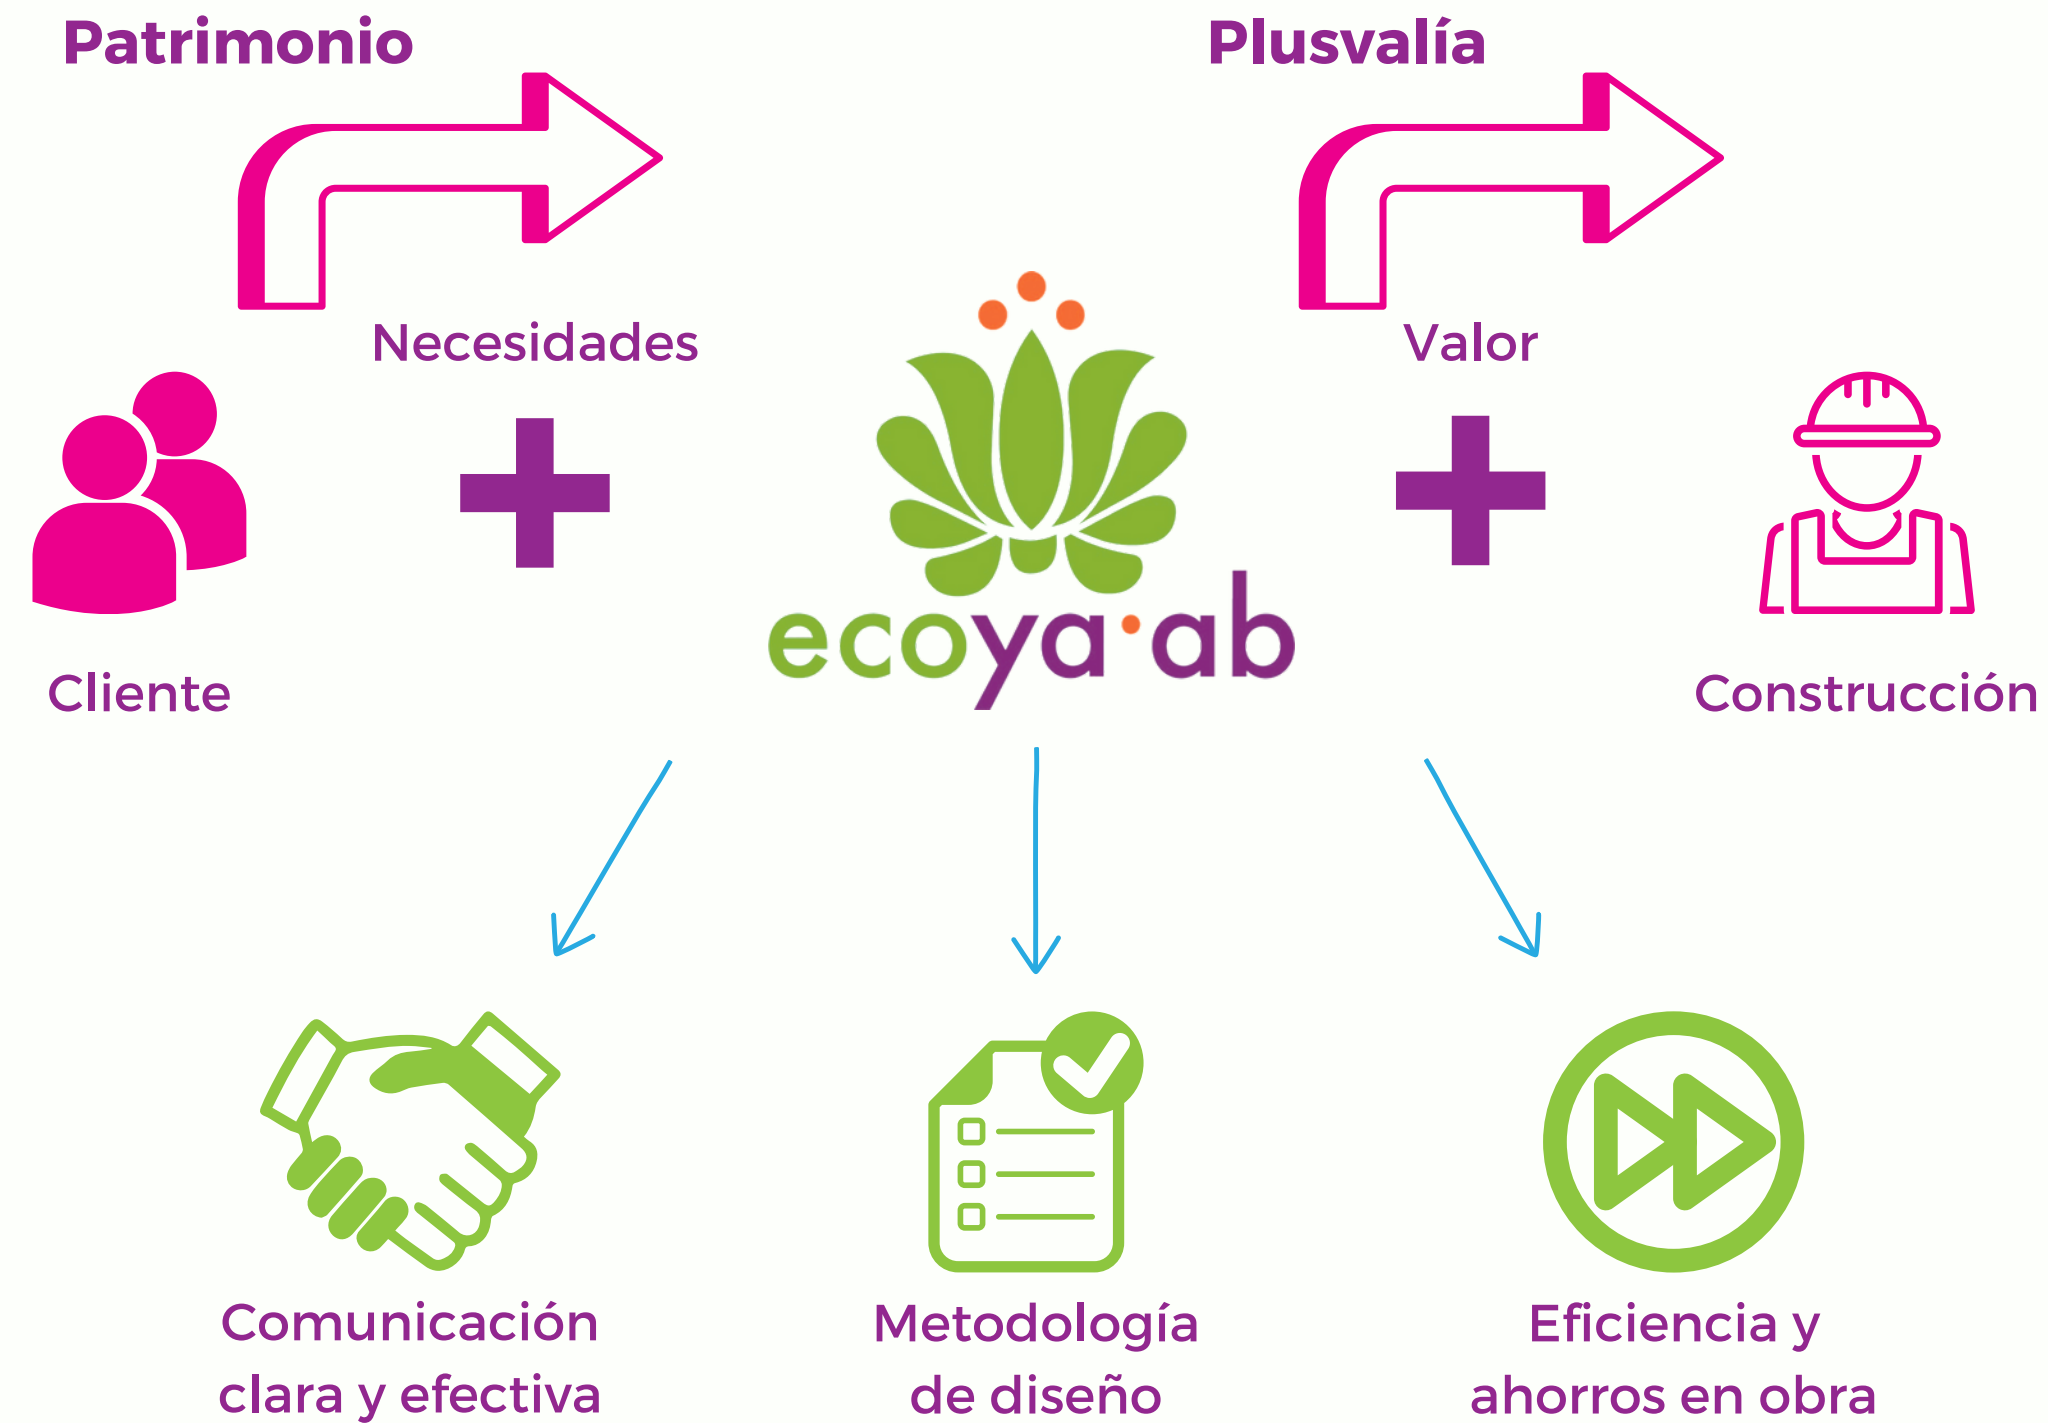 Patrimonio
Plusvalía
Necesidades
Valor
ecoya·ab
Cliente
Construcción
Comunicación
clara y efectiva
Metodología
de diseño
Eficiencia y
ahorros en obra